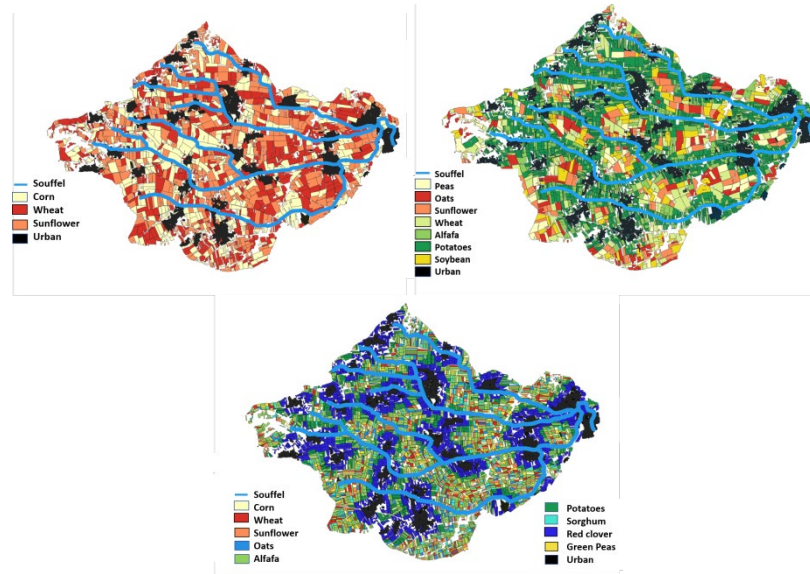 Souffel
Corn
Wheat
Sunflower
Urban
Souffel
Peas
Oats
Sunflower
Wheat
Alfafa
Potatoes
Soybean
Urban
Souffel
Corn
Wheat
Sunflower
Oats
Alfafa
Potatoes
Sorghum
Red clover
Green Peas
Urban